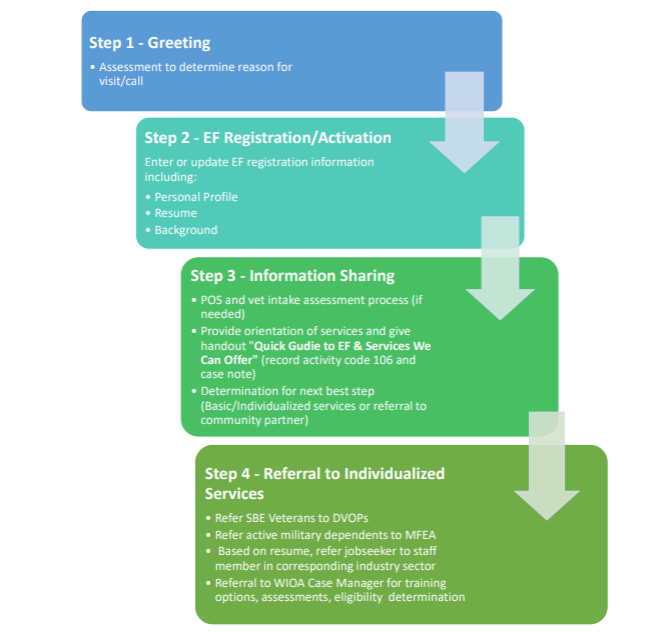 Step 1 - Greeting
• Assessment to determine reason for
visit/call
Step 2 - EF Registration/Activation
Enter or update EF registration information
including:
• Personal Profile
• Resume
• Background
Step 3 - Information Sharing
• POS and vet intake assessment process (if
needed)
• Provide orientation of services and give
handout "Quick Gudie to EF & Services We
Can Offer" (record activity code 106 and
case note)
• Determination for next best step
(Basic/Individualized services or referral to
community partner)
Step 4 - Referral to Individualized
Services
• Refer SBE Veterans to DVOPs
• Refer active military dependents to MFEA
• Based on resume, refer jobseeker to staff
member in corresponding industry sector
• Referral to WIOA Case Manager for training
options, assessments, eligibility determination